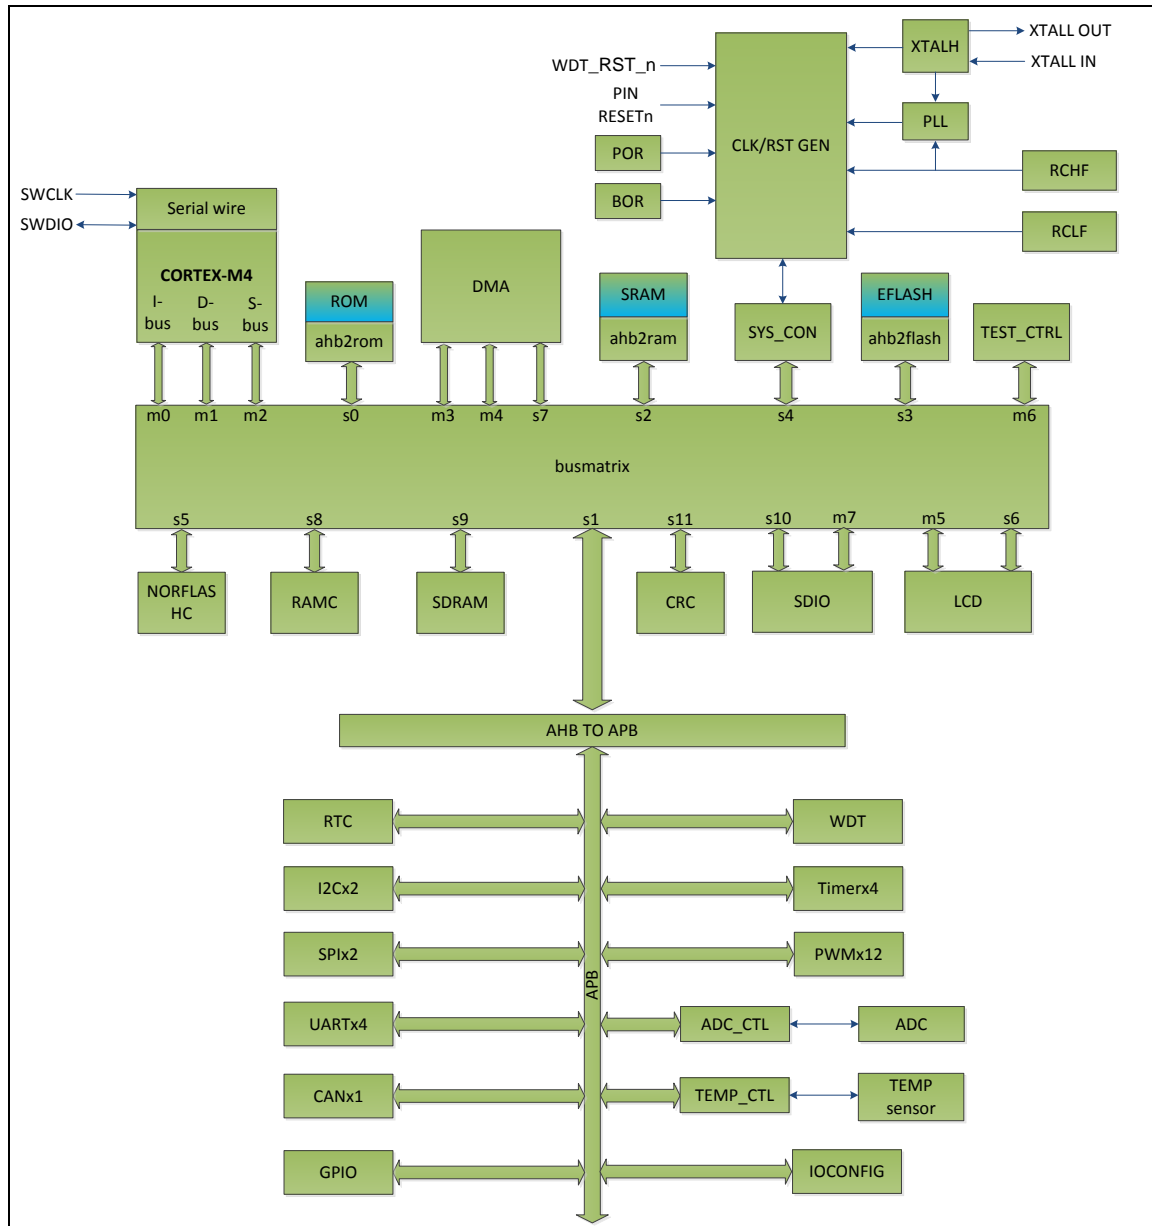 XTALL OUT
XTALH
XTALL IN
WDT_RST_n
PIN
RESETn
PLL
CLK/RST GEN
POR
RCHF
BOR
RCLF
SWCLK
SWDIO
Serial wire
CORTEX-M4
I-
bus
D-
bus
S-
bus
ROM
ahb2rom
DMA
SRAM
ahb2ram
SYS_CON
EFLASH
ahb2flash
TEST_CTRL
m0 m1 m2 s0 m3 m4 s7 s2 s4 s3 m6
busmatrix
s5 s8 s9 s1 s11 s10 m7 m5 s6
NORFLAS
HC
RAMC
SDRAM
CRC
SDIO
LCD
AHB TO APB
RTC
WDT
I2Cx2
Timerx4
SPIx2
PWMx12
APB
UARTx4
ADC_CTL
ADC
CANx1
TEMP_CTL
TEMP
sensor
GPIO
IOCONFIG